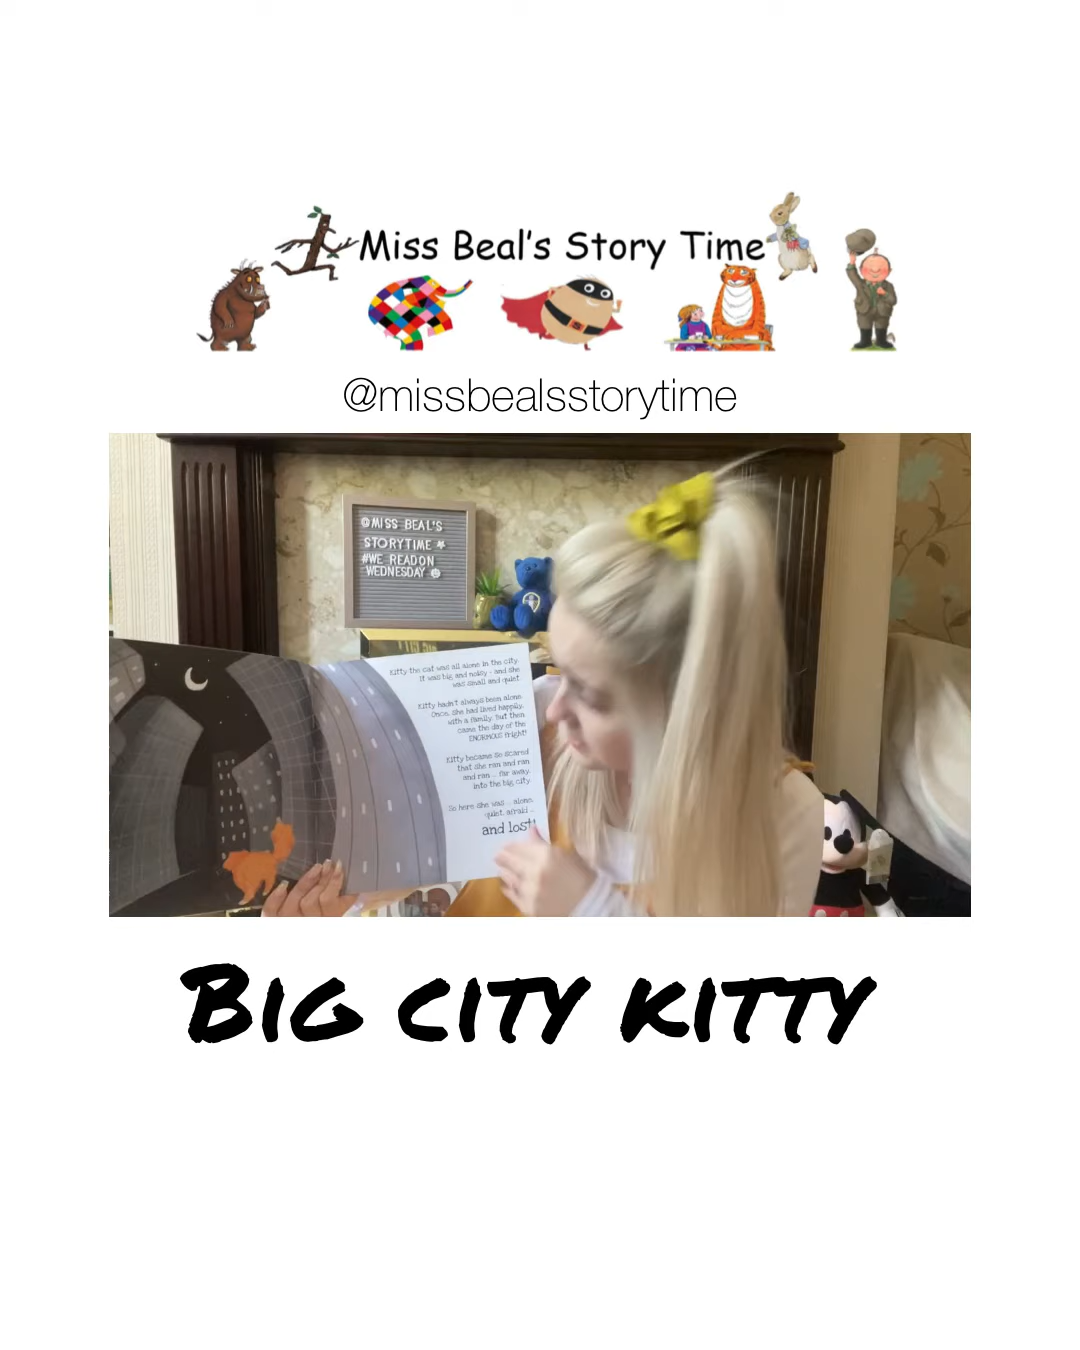 Miss Beal's Story Time
@missbealsstorytime
@MISS BEAL'S
STORYTIME
#WE READ ON
WEDNESDAY
Kitty the cat was all alone in the city.
It was big and noisy - and she
was small and quiet.
Kitty hadn't always been alone.
Once, she had lived happily
with a family. But then
came the day of the
ENORMOUS fright!
Kitty became so scared
that she ran and ran
and ran ... far away
into the big city.
So here she was ... alone,
quiet, afraid ...
and lost!
BIG CITY KITTY